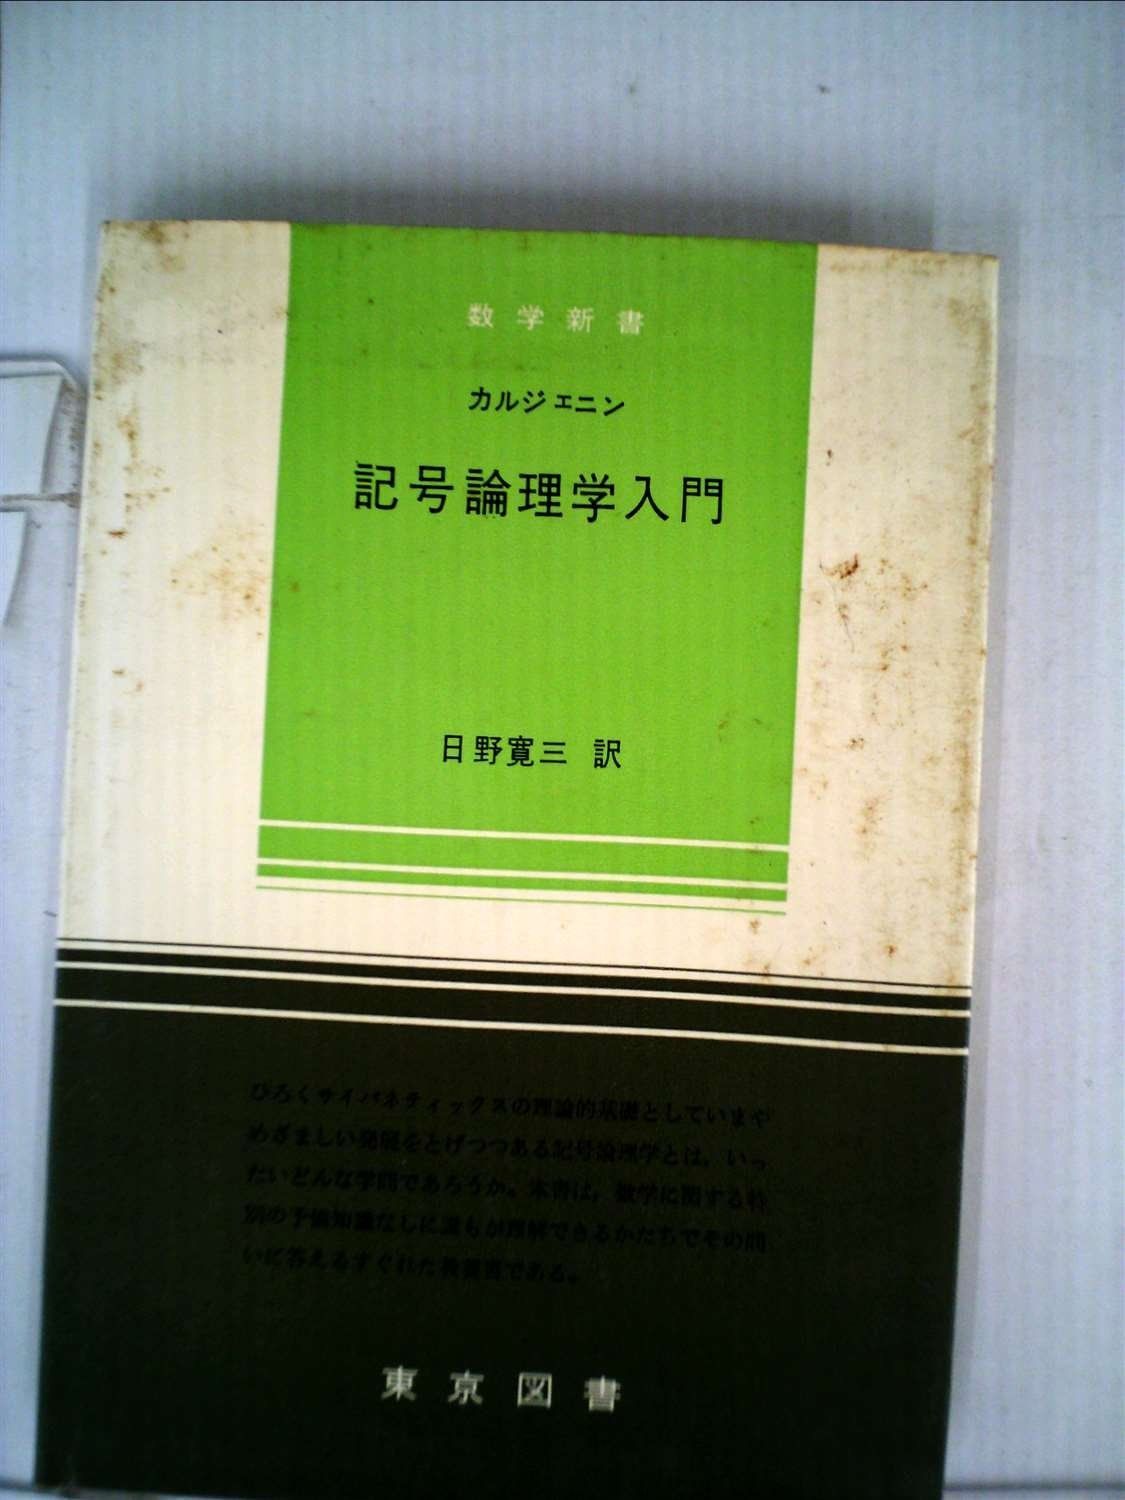 数学新書
カルジェニン
記号論理学入門
日野寛三 訳
ひろくサイバネティックスの理論的基礎としていまや
めざましい発展をとげつつある記号論理学とは、いっ
たいどんな学問であろうか。本書は、数学に関する特
別の予備知識なしに誰もが理解できるかたちでその問
いに答えるすぐれた教養書である。
東京図書